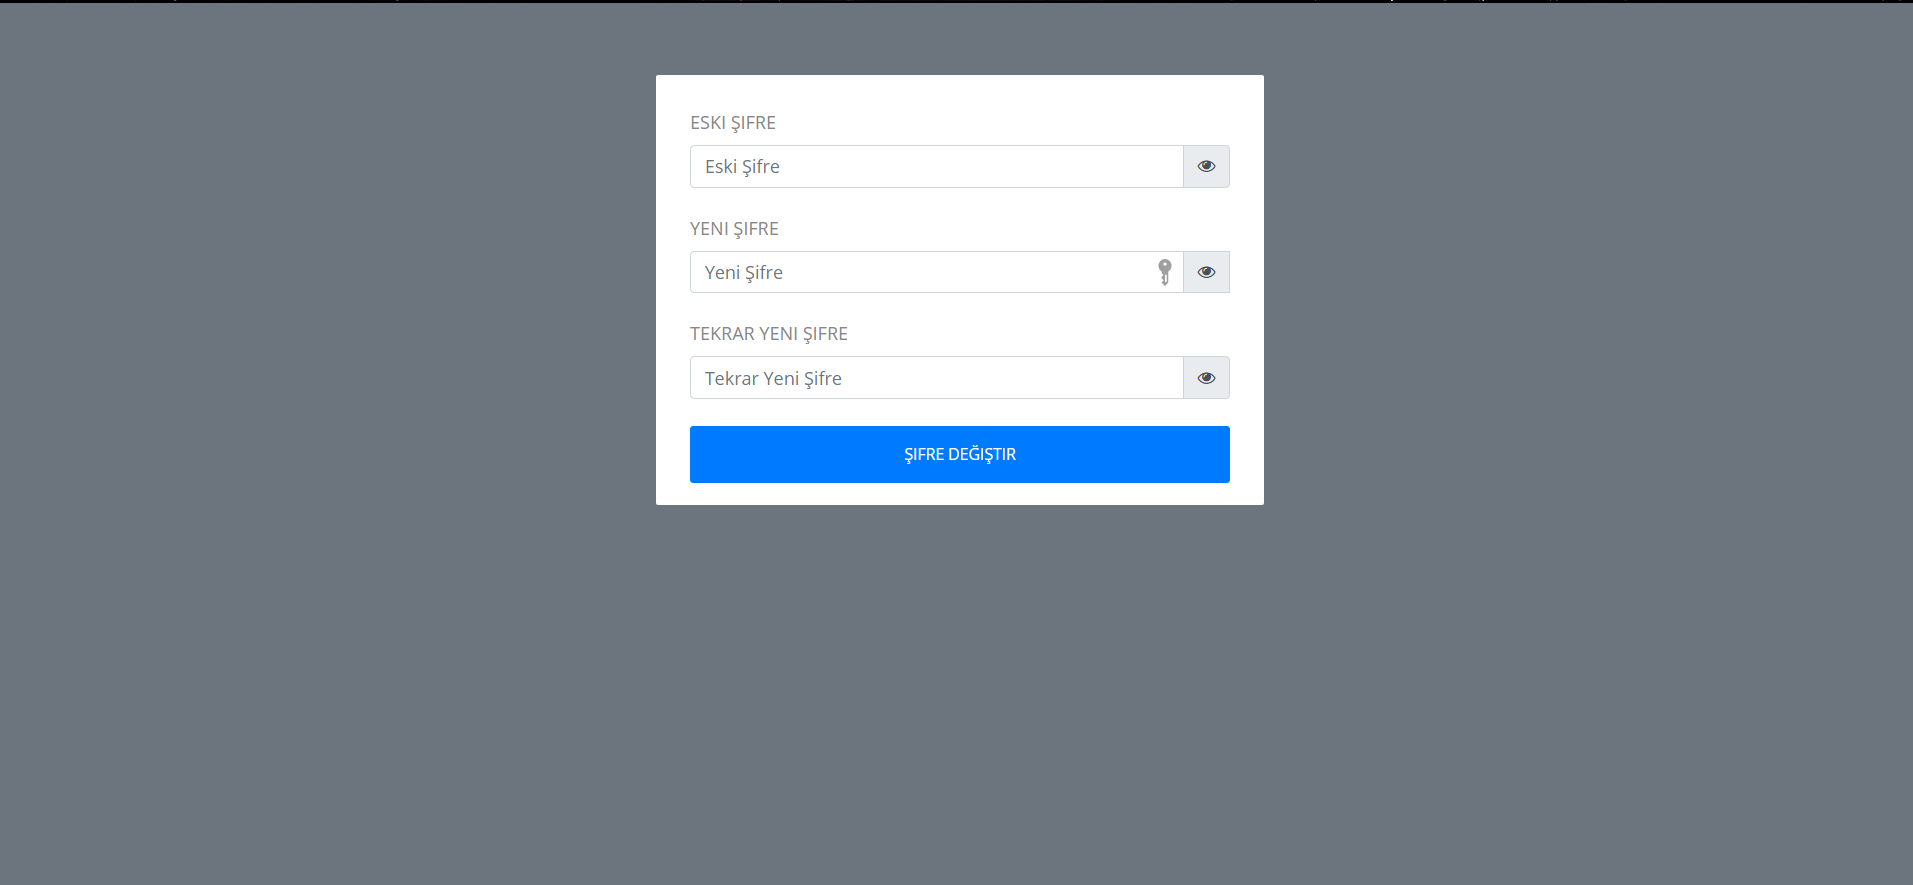 ESKI ŞIFRE
Eski Şifre
YENI ŞIFRE
Yeni Şifre
TEKRAR YENI ŞIFRE
Tekrar Yeni Şifre
ŞIFRE DEĞIŞTIR